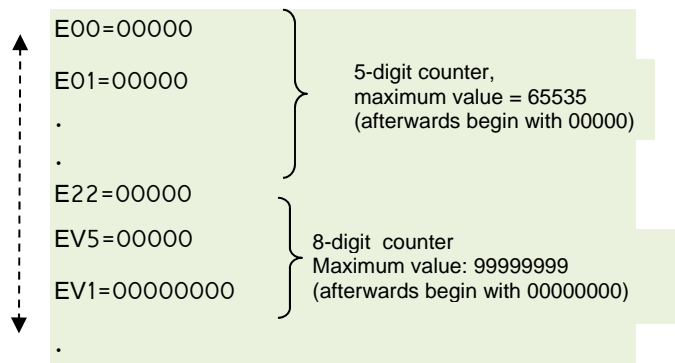 E00=00000
E01=00000
5-digit counter,
maximum value = 65535
(afterwards begin with 00000)
.
.
E22=00000
EV5=00000
8-digit counter
Maximum value: 99999999
EV1=00000000
(afterwards begin with 00000000)
.